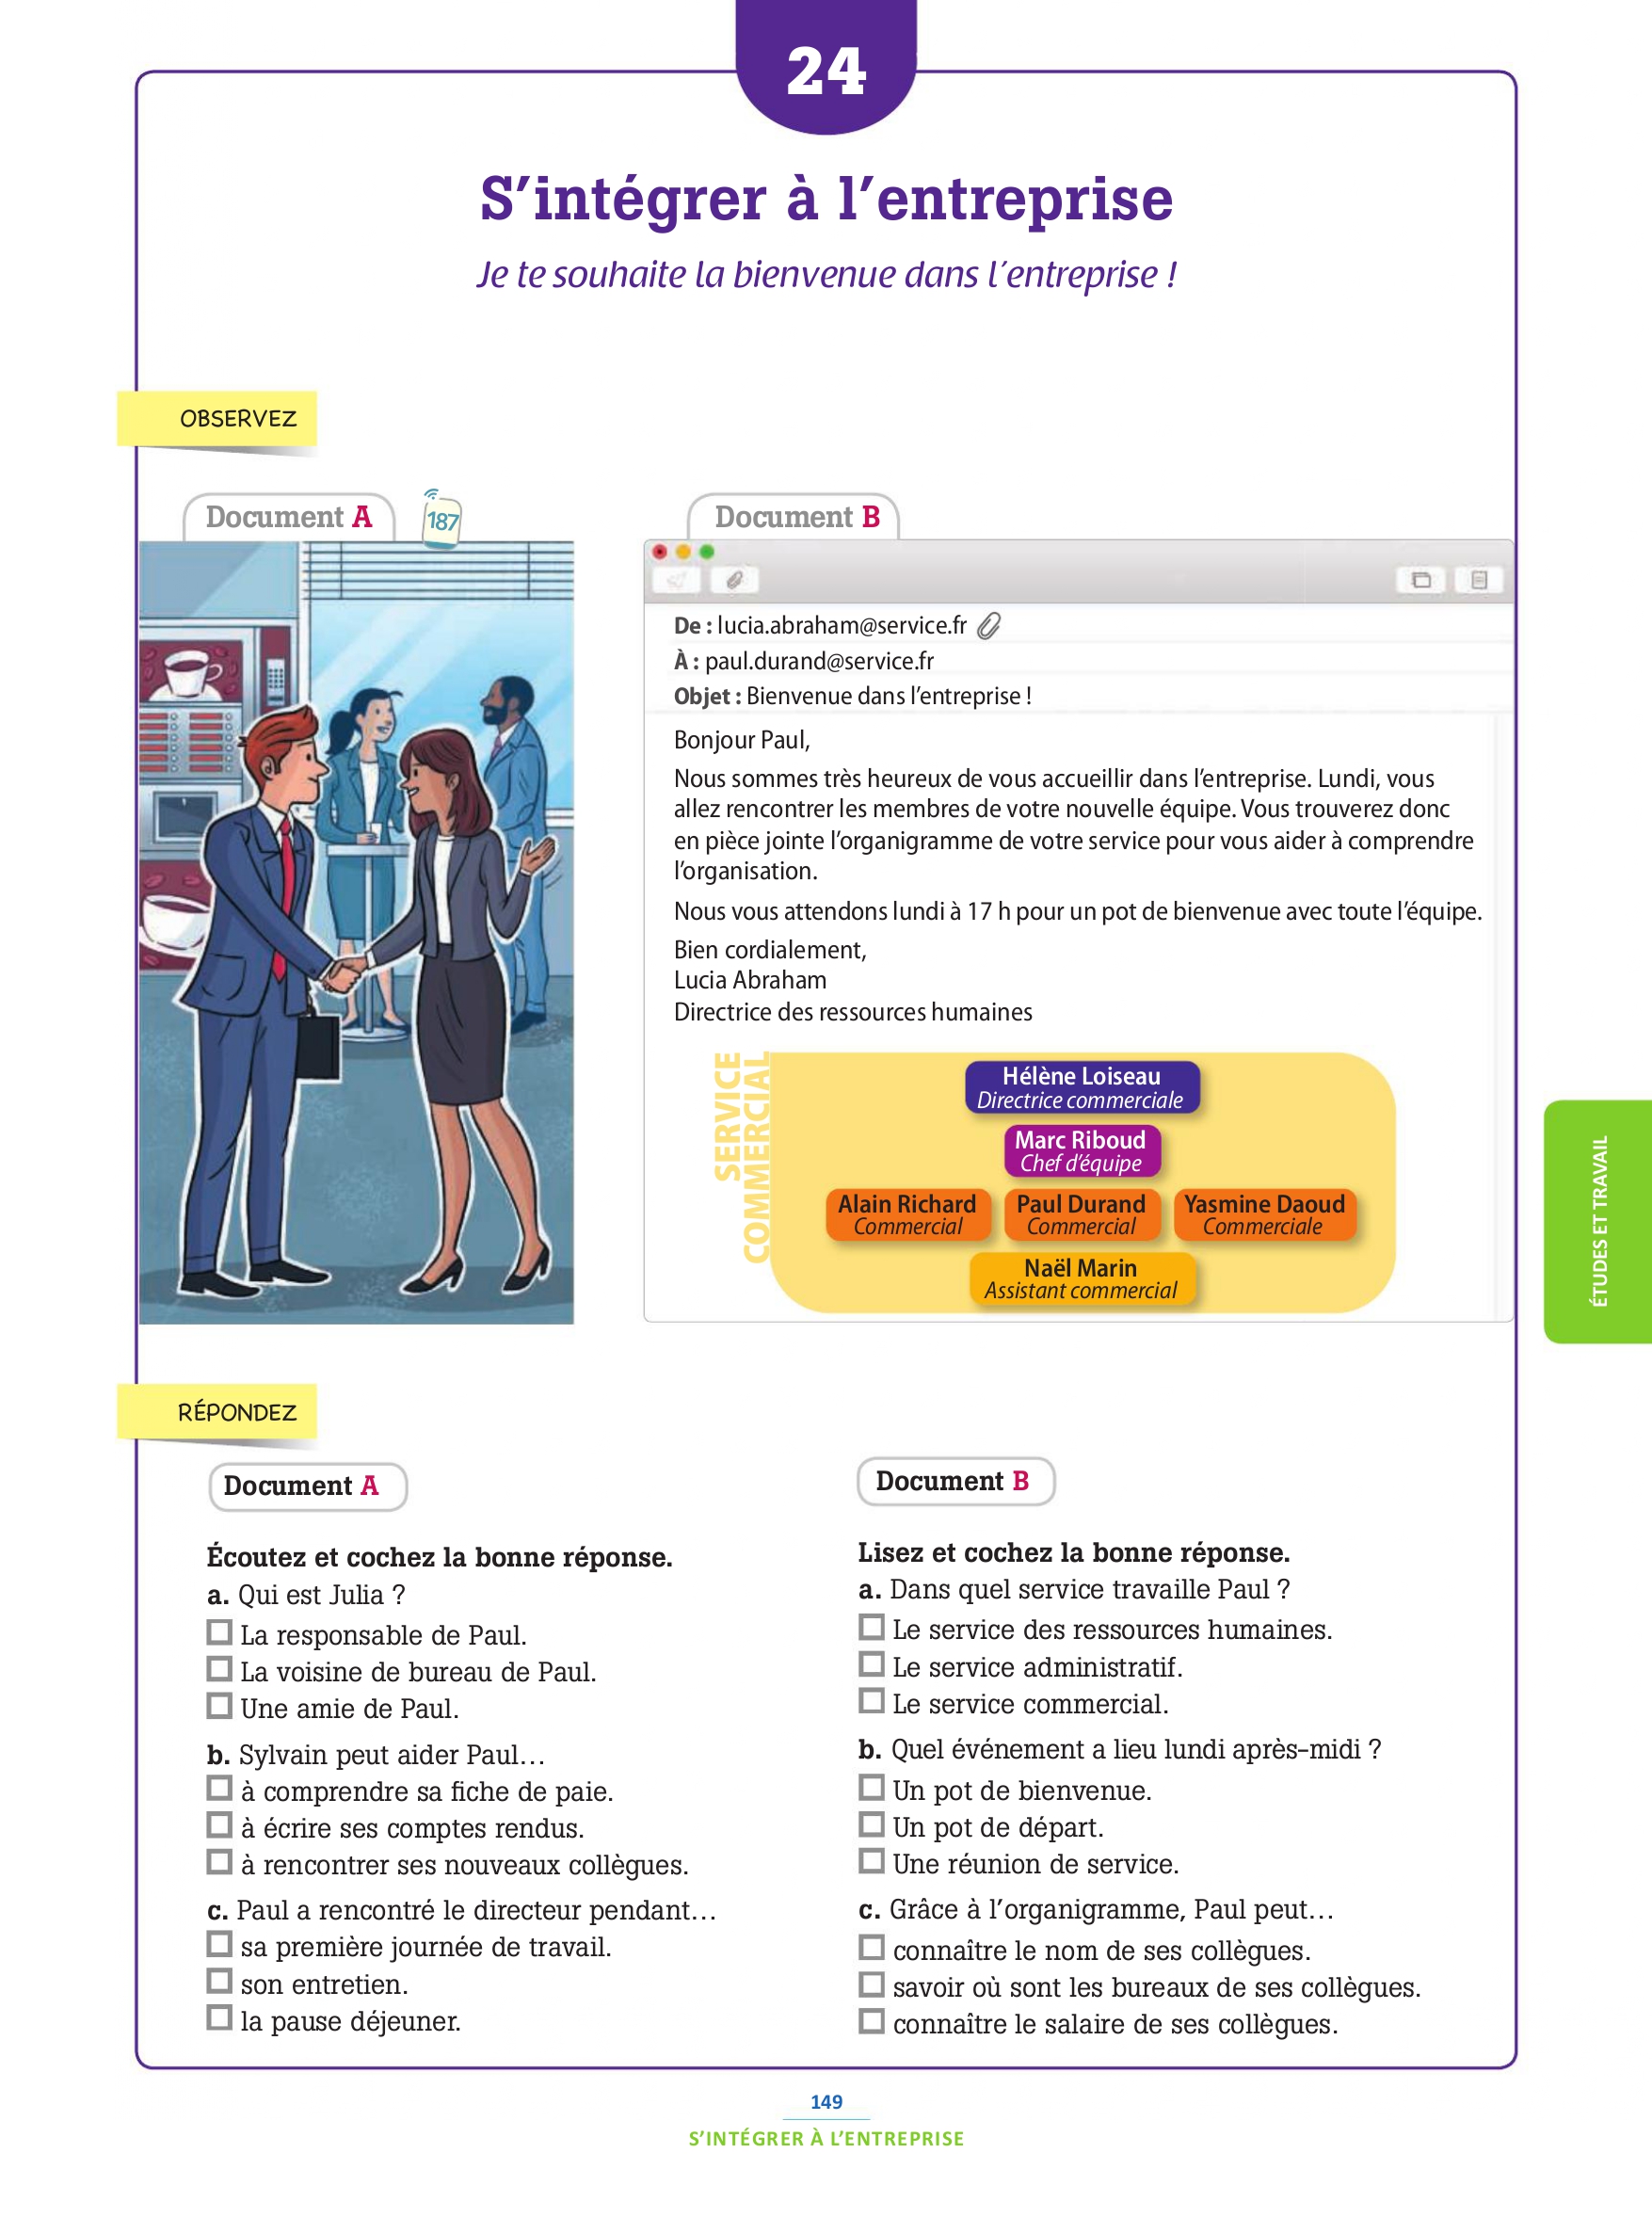 24
S'intégrer à l'entreprise
Je te souhaite la bienvenue dans l'entreprise !
OBSERVEZ
Document A
187
Document B
De : lucia.abraham@service.fr
À : paul.durand@service.fr
Objet : Bienvenue dans l'entreprise !
Bonjour Paul,
Nous sommes très heureux de vous accueillir dans l'entreprise. Lundi, vous
allez rencontrer les membres de votre nouvelle équipe. Vous trouverez donc
en pièce jointe l'organigramme de votre service pour vous aider à comprendre
l'organisation.
Nous vous attendons lundi à 17 h pour un pot de bienvenue avec toute l'équipe.
Bien cordialement,
Lucia Abraham
Directrice des ressources humaines
SERVICE
COMMERCIAL
Hélène Loiseau
Directrice commerciale
Marc Riboud
Chef d'équipe
Alain Richard
Commercial
Paul Durand
Commercial
Yasmine Daoud
Commerciale
Naël Marin
Assistant commercial
ÉTUDES ET TRAVAIL
RÉPONDEZ
Document A
Écoutez et cochez la bonne réponse.
a. Qui est Julia ?
La responsable de Paul.
La voisine de bureau de Paul.
Une amie de Paul.
b. Sylvain peut aider Paul...
à comprendre sa fiche de paie.
à écrire ses comptes rendus.
à rencontrer ses nouveaux collègues.
c. Paul a rencontré le directeur pendant...
sa première journée de travail.
son entretien.
la pause déjeuner.
Document B
Lisez et cochez la bonne réponse.
a. Dans quel service travaille Paul ?
Le service des ressources humaines.
Le service administratif.
Le service commercial.
b. Quel événement a lieu lundi après-midi ?
Un pot de bienvenue.
Un pot de départ.
Une réunion de service.
c. Grâce à l'organigramme, Paul peut...
connaître le nom de ses collègues.
savoir où sont les bureaux de ses collègues.
connaître le salaire de ses collègues.
149
S'INTÉGRER À L'ENTREPRISE